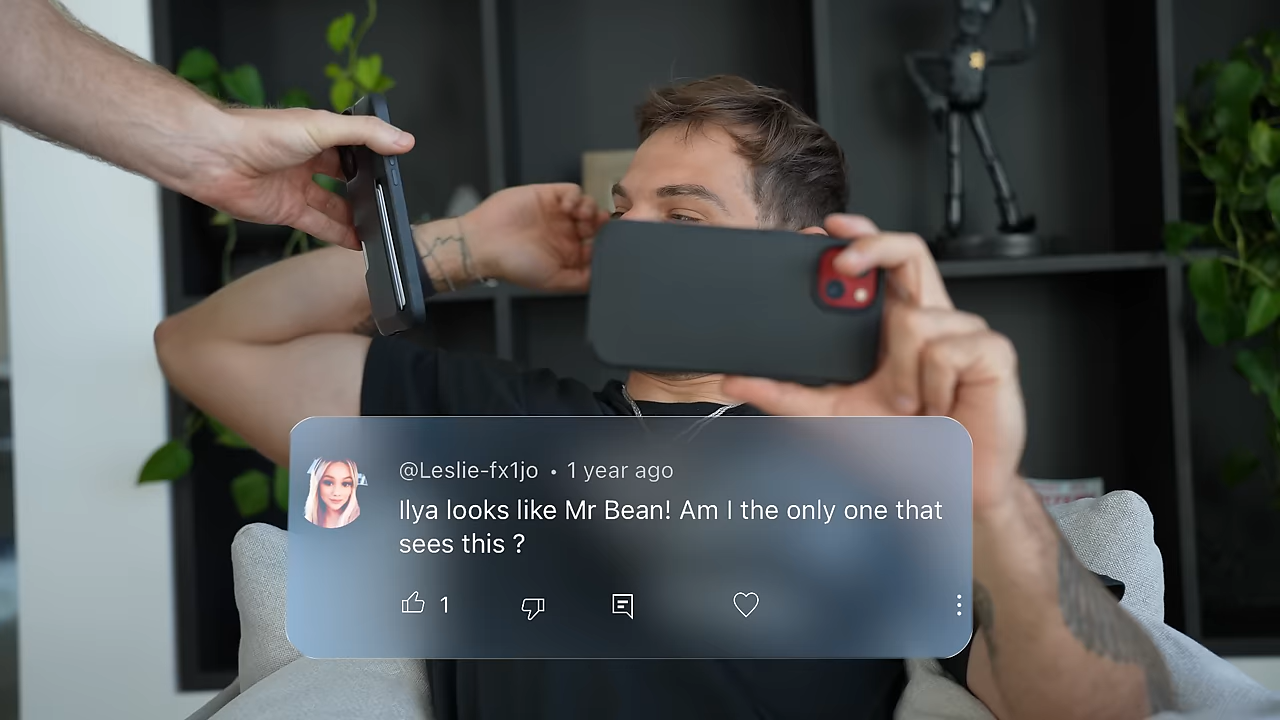 @Leslie-fx1jo • 1 year ago
Ilya looks like Mr Bean! Am I the only one that
sees this ?
1